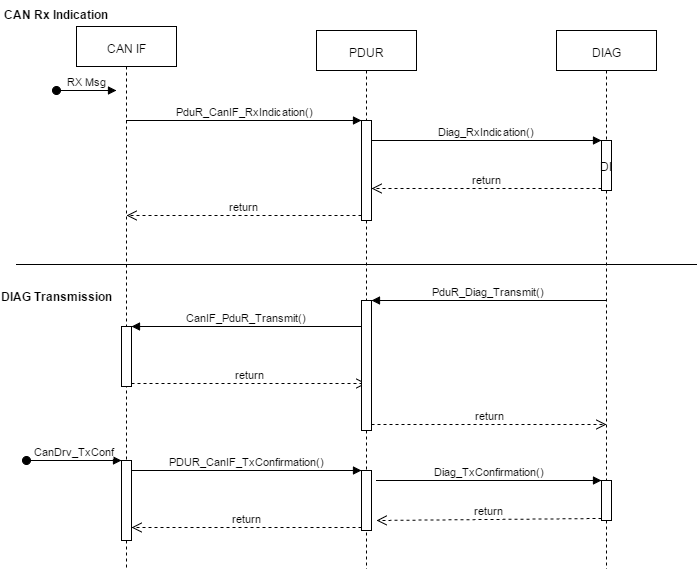 CAN Rx Indication
CAN IF
PDUR
DIAG
RX Msg
PduR_CanIF_RxIndication()
Diag_RxIndication()
DI
return
return
DIAG Transmission
PduR_Diag_Transmit()
CanIF_PduR_Transmit()
return
return
CanDrv_TxConf
PDUR_CanIF_TxConfirmation()
Diag_TxConfirmation()
return
return